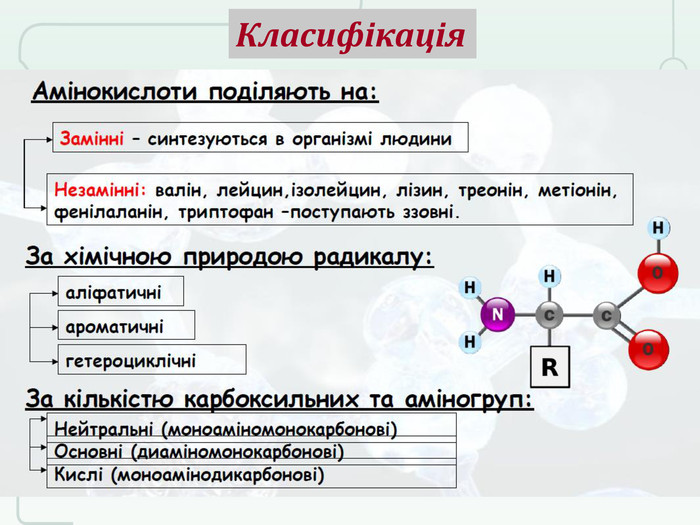 Класифікація
Амінокислоти поділяють на:
Замінні – синтезуються в організмі людини
Незамінні: валін, лейцин,ізолейцин, лізин, треонін, метіонін,
фенілаланін, триптофан –поступають ззовні.
За хімічною природою радикалу:
аліфатичні
ароматичні
гетероциклічні
H
O
H
H
N
C
C
H
O
R
За кількістю карбоксильних та аміногруп:
Нейтральні (моноаміномонокарбонові)
Основні (диаміномонокарбонові)
Кислі (моноамінодикарбонові)